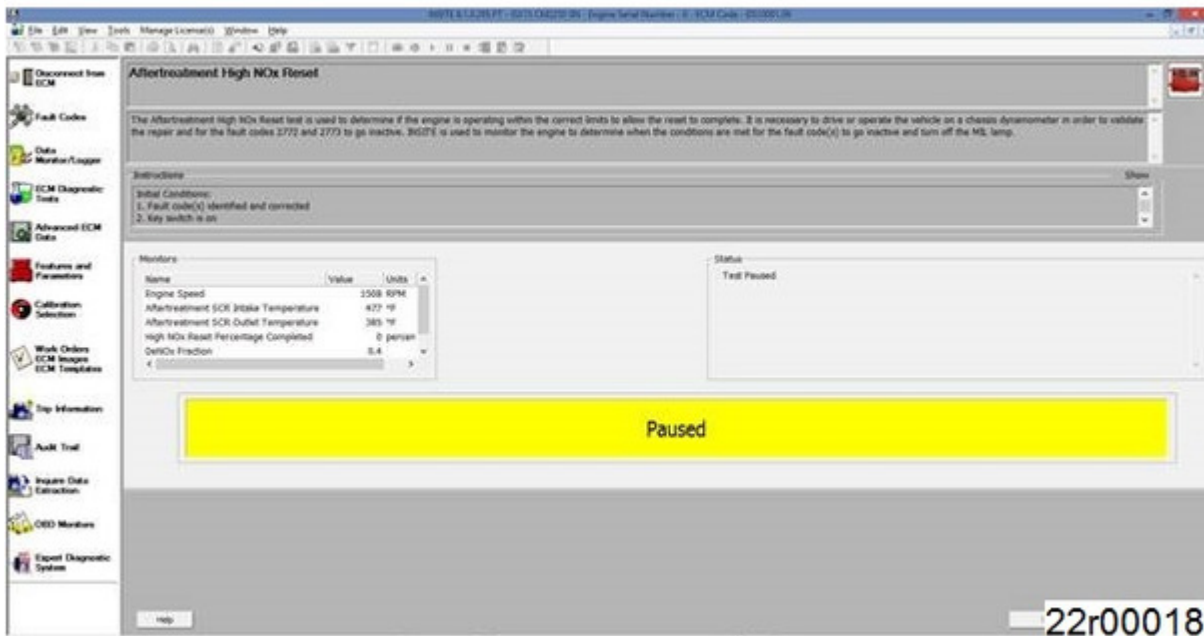 File Edit View Tools Manage License(s) Window Help
Disconnect from
ECM
Fault Codes
Data
Monitor/Logger
ECM Diagnostic
Tests
Advanced ECM
Data
Features and
Parameters
Calibration
Selection
Work Orders
ECM Images
ECM Templates
Trip Information
Audit Trail
Inquire Data
Extraction
OBD Monitors
Expert Diagnostic
System
Aftertreatment High NOx Reset
The Aftertreatment High NOx Reset test is used to determine if the engine is operating within the correct limits to allow the reset to complete. It is necessary to drive or operate the vehicle on a chassis dynamometer in order to validate
the repair and for the fault codes 2772 and 2773 to go inactive. INSITE is used to monitor the engine to determine when the conditions are met for the fault code(s) to go inactive and turn off the MIL lamp.
Instructions Show
Initial Conditions:
1. Fault code(s) identified and corrected
2. Key switch is on
Monitors
Name Value Units
Engine Speed 1508 RPM
Aftertreatment SCR Intake Temperature 477 °F
Aftertreatment SCR Outlet Temperature 385 °F
High NOx Reset Percentage Completed 0 percen
DeNOx Fraction 0.4
Status
Test Paused
Paused
Help
22r00018